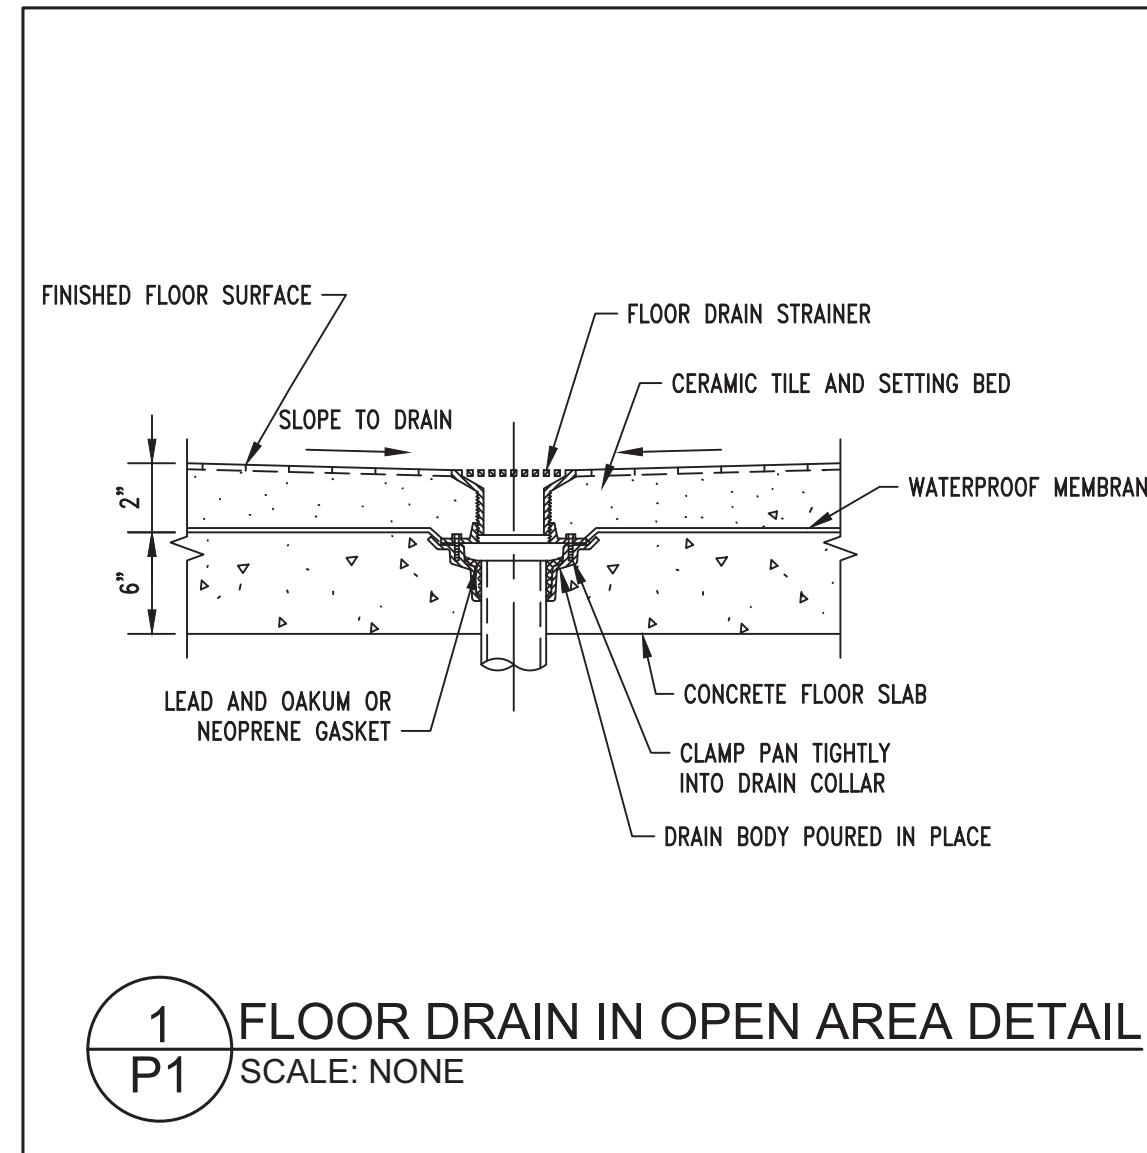 FINISHED FLOOR SURFACE
FLOOR DRAIN STRAINER
CERAMIC TILE AND SETTING BED
SLOPE TO DRAIN
WATERPROOF MEMBRAN
2"
6"
LEAD AND OAKUM OR
NEOPRENE GASKET
CONCRETE FLOOR SLAB
CLAMP PAN TIGHTLY
INTO DRAIN COLLAR
DRAIN BODY POURED IN PLACE
1
P1
FLOOR DRAIN IN OPEN AREA DETAIL
SCALE: NONE